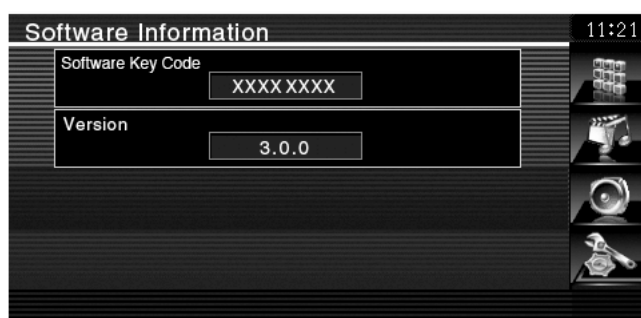 Software Information
11:21
Software Key Code
XXXX XXXX
Version
3.0.0